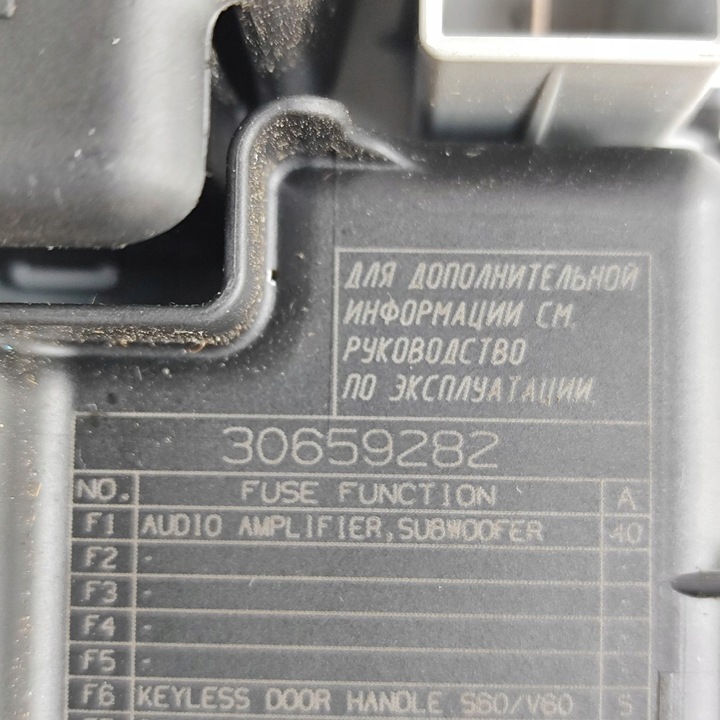 ДЛЯ ДОПОЛНИТЕЛЬНОЙ
ИНФОРМАЦИИ СМ.
РУКОВОДСТВО
ПО ЭКСПЛУАТАЦИИ.
30659282
NO. FUSE FUNCTION A
F1 AUDIO AMPLIFIER,SUBWOOFER 40
F2 - -
F3 - -
F4 - -
F5 - -
F6 KEYLESS DOOR HANDLE S60/V60 5